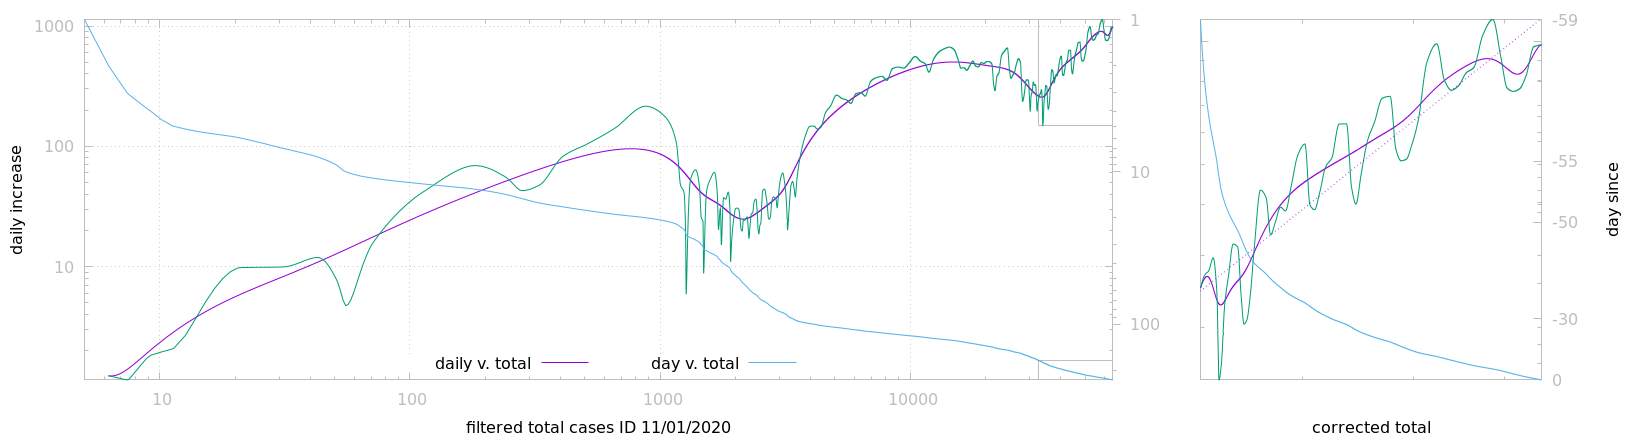 1000
100
10
daily increase
10
100
1000
10000
filtered total cases ID 11/01/2020
daily v. total
day v. total
1
10
100
-59
-55
-50
-30
0
day since
corrected total